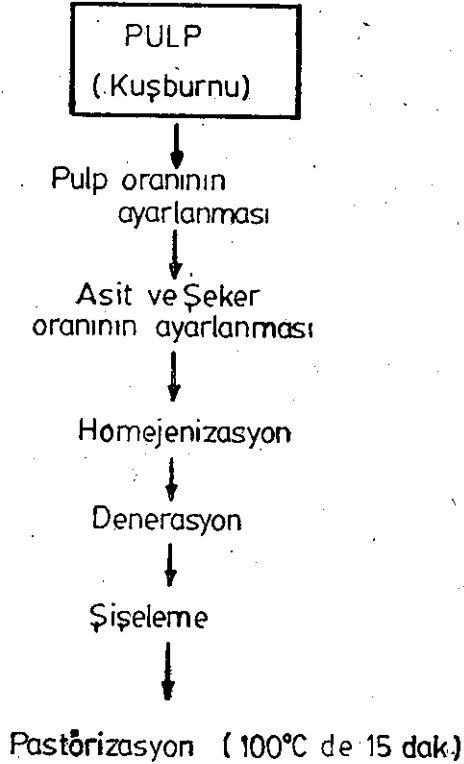 PULP
(Kuşburnu)
Pulp oranının
ayarlanması
Asit ve Şeker
oranının ayarlanması
Homejenizasyon
Denerasyon
Şişeleme
Pastörizasyon (100°C de 15 dak.)